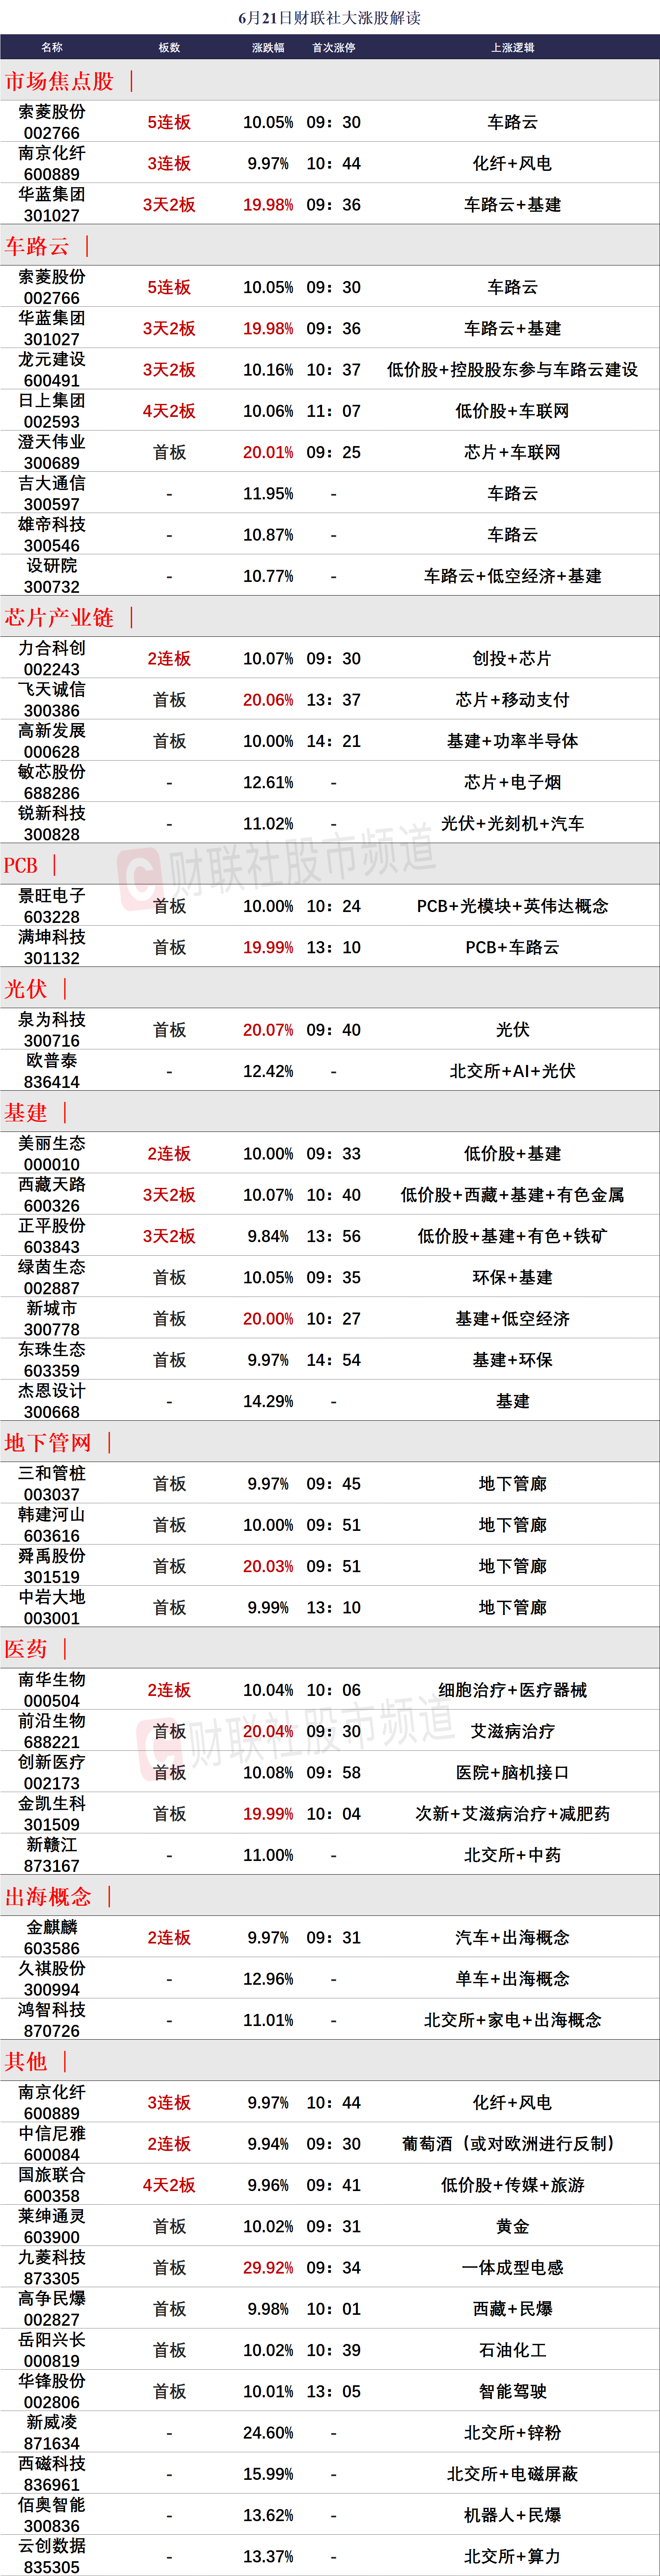 6月21日财联社大涨股解读
名称 板数 涨跌幅 首次涨停 上涨逻辑
市场焦点股 |
索菱股份
002766 5连板 10.05% 09：30 车路云
南京化纤
600889 3连板 9.97% 10：44 化纤+风电
华蓝集团
301027 3天2板 19.98% 09：36 车路云+基建
车路云 |
索菱股份
002766 5连板 10.05% 09：30 车路云
华蓝集团
301027 3天2板 19.98% 09：36 车路云+基建
龙元建设
600491 3天2板 10.16% 10：37 低价股+控股股东参与车路云建设
日上集团
002593 4天2板 10.06% 11：07 低价股+车联网
澄天伟业
300689 首板 20.01% 09：25 芯片+车联网
吉大通信
300597 - 11.95% - 车路云
雄帝科技
300546 - 10.87% - 车路云
设研院
300732 - 10.77% - 车路云+低空经济+基建
芯片产业链 |
力合科创
002243 2连板 10.07% 09：30 创投+芯片
飞天诚信
300386 首板 20.06% 13：37 芯片+移动支付
高新发展
000628 首板 10.00% 14：21 基建+功率半导体
敏芯股份
688286 - 12.61% - 芯片+电子烟
锐新科技
300828 - 11.02% - 光伏+光刻机+汽车
财联社股市频道
PCB |
景旺电子
603228 首板 10.00% 10：24 PCB+光模块+英伟达概念
满坤科技
301132 首板 19.99% 13：10 PCB+车路云
光伏 |
泉为科技
300716 首板 20.07% 09：40 光伏
欧普泰
836414 - 12.42% - 北交所+AI+光伏
基建 |
美丽生态
000010 2连板 10.00% 09：33 低价股+基建
西藏天路
600326 3天2板 10.07% 10：40 低价股+西藏+基建+有色金属
正平股份
603843 3天2板 9.84% 13：56 低价股+基建+有色+铁矿
绿茵生态
002887 首板 10.05% 09：35 环保+基建
新城市
300778 首板 20.00% 10：27 基建+低空经济
东珠生态
603359 首板 9.97% 14：54 基建+环保
杰恩设计
300668 - 14.29% - 基建
地下管网 |
三和管桩
003037 首板 9.97% 09：45 地下管廊
韩建河山
603616 首板 10.00% 09：51 地下管廊
舜禹股份
301519 首板 20.03% 09：51 地下管廊
中岩大地
003001 首板 9.99% 13：10 地下管廊
医药 |
南华生物
000504 2连板 10.04% 10：06 细胞治疗+医疗器械
前沿生物
688221 首板 20.04% 09：30 艾滋病治疗
财联社股市频道
创新医疗
002173 首板 10.08% 09：58 医院+脑机接口
金凯生科
301509 首板 19.99% 10：04 次新+艾滋病治疗+减肥药
新赣江
873167 - 11.00% - 北交所+中药
出海概念 |
金麒麟
603586 2连板 9.97% 09：31 汽车+出海概念
久祺股份
300994 - 12.96% - 单车+出海概念
鸿智科技
870726 - 11.01% - 北交所+家电+出海概念
其他 |
南京化纤
600889 3连板 9.97% 10：44 化纤+风电
中信尼雅
600084 2连板 9.94% 09：30 葡萄酒（或对欧洲进行反制）
国旅联合
600358 4天2板 9.96% 09：41 低价股+传媒+旅游
莱绅通灵
603900 首板 10.02% 09：31 黄金
九菱科技
873305 首板 29.92% 09：34 一体成型电感
高争民爆
002827 首板 9.98% 10：01 西藏+民爆
岳阳兴长
000819 首板 10.02% 10：39 石油化工
华锋股份
002806 首板 10.01% 13：05 智能驾驶
新威凌
871634 - 24.60% - 北交所+锌粉
西磁科技
836961 - 15.99% - 北交所+电磁屏蔽
佰奥智能
300836 - 13.62% - 机器人+民爆
云创数据
835305 - 13.37% - 北交所+算力